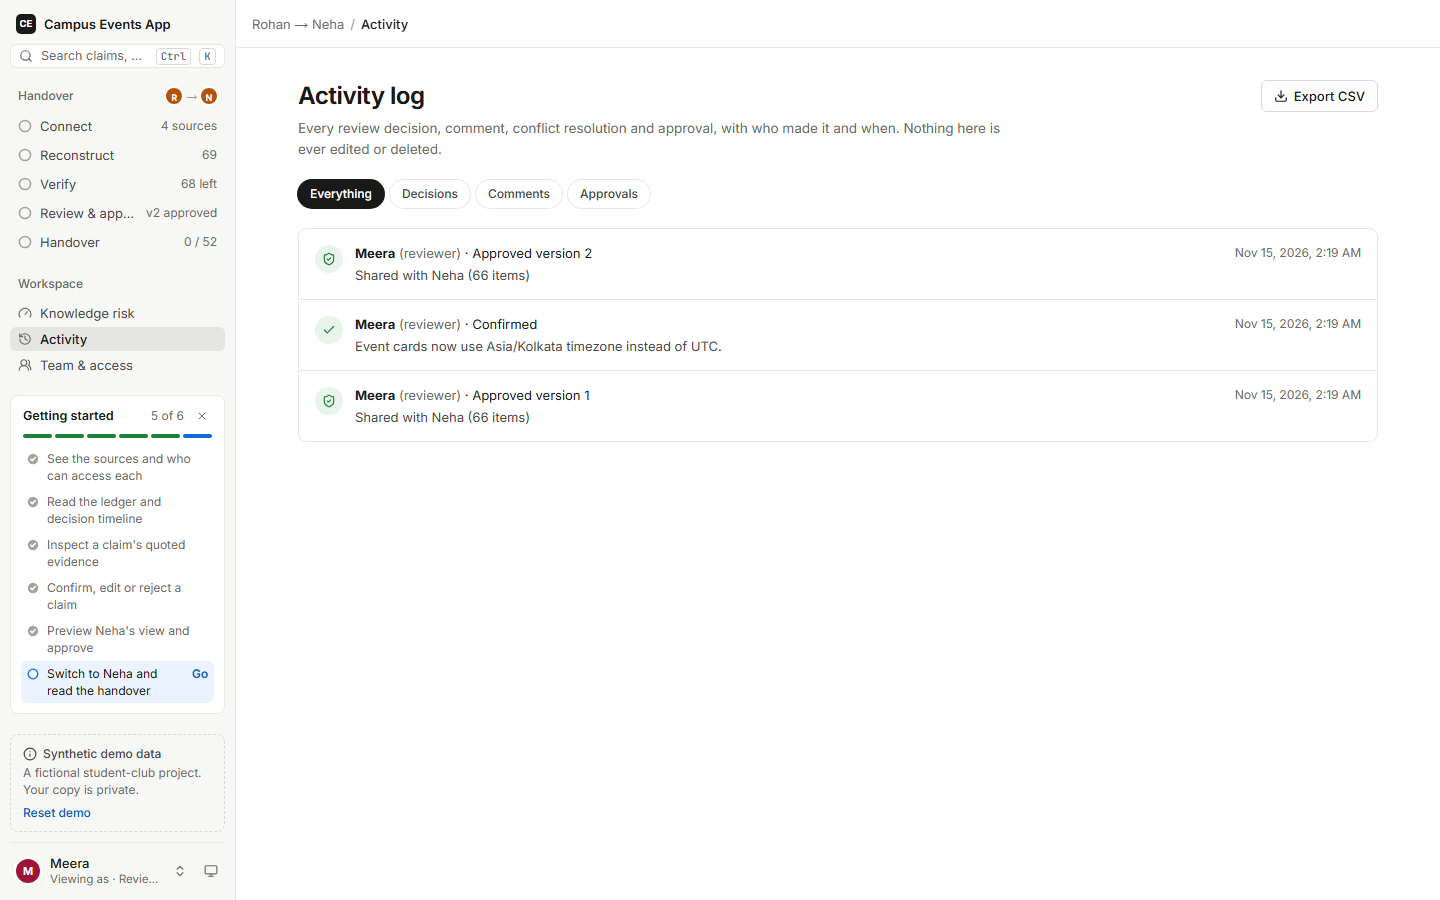 CE Campus Events App
Search claims, ... Ctrl K
Handover R → N
Connect 4 sources
Reconstruct 69
Verify 68 left
Review & app... v2 approved
Handover 0 / 52
Workspace
Knowledge risk
Activity
Team & access
Getting started 5 of 6
See the sources and who
can access each
Read the ledger and
decision timeline
Inspect a claim's quoted
evidence
Confirm, edit or reject a
claim
Preview Neha's view and
approve
Switch to Neha and Go
read the handover
Synthetic demo data
A fictional student-club project.
Your copy is private.
Reset demo
M Meera
Viewing as · Revie...
Rohan → Neha / Activity
Activity log
Export CSV
Every review decision, comment, conflict resolution and approval, with who made it and when. Nothing here is
ever edited or deleted.
Everything Decisions Comments Approvals
Meera (reviewer) · Approved version 2 Nov 15, 2026, 2:19 AM
Shared with Neha (66 items)
Meera (reviewer) · Confirmed Nov 15, 2026, 2:19 AM
Event cards now use Asia/Kolkata timezone instead of UTC.
Meera (reviewer) · Approved version 1 Nov 15, 2026, 2:19 AM
Shared with Neha (66 items)